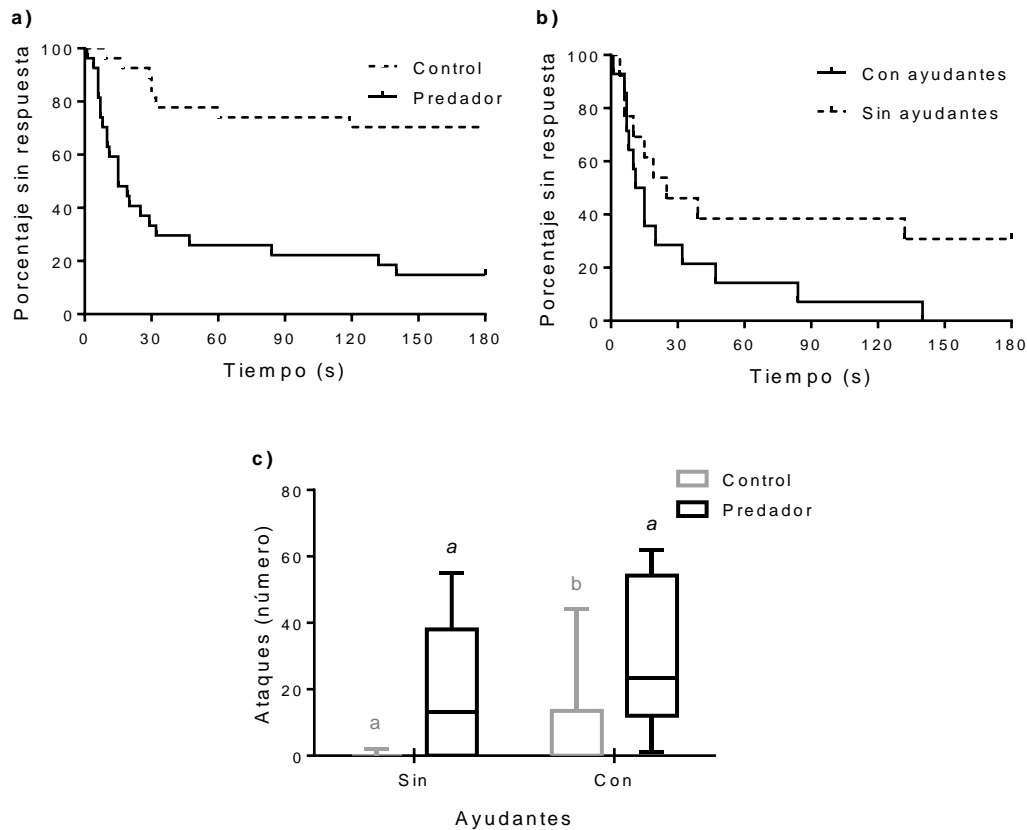 a)
Porcentaje sin respuesta
100
80
60
40
20
0
0 30 60 90 120 150 180
Tiempo (s)
Control
Predador
b)
Porcentaje sin respuesta
100
80
60
40
20
0
0 30 60 90 120 150 180
Tiempo (s)
Con ayudantes
Sin ayudantes
c)
Ataques (número)
80
60
40
20
0
Control
Predador
a
a
b
a
Sin Con
Ayudantes